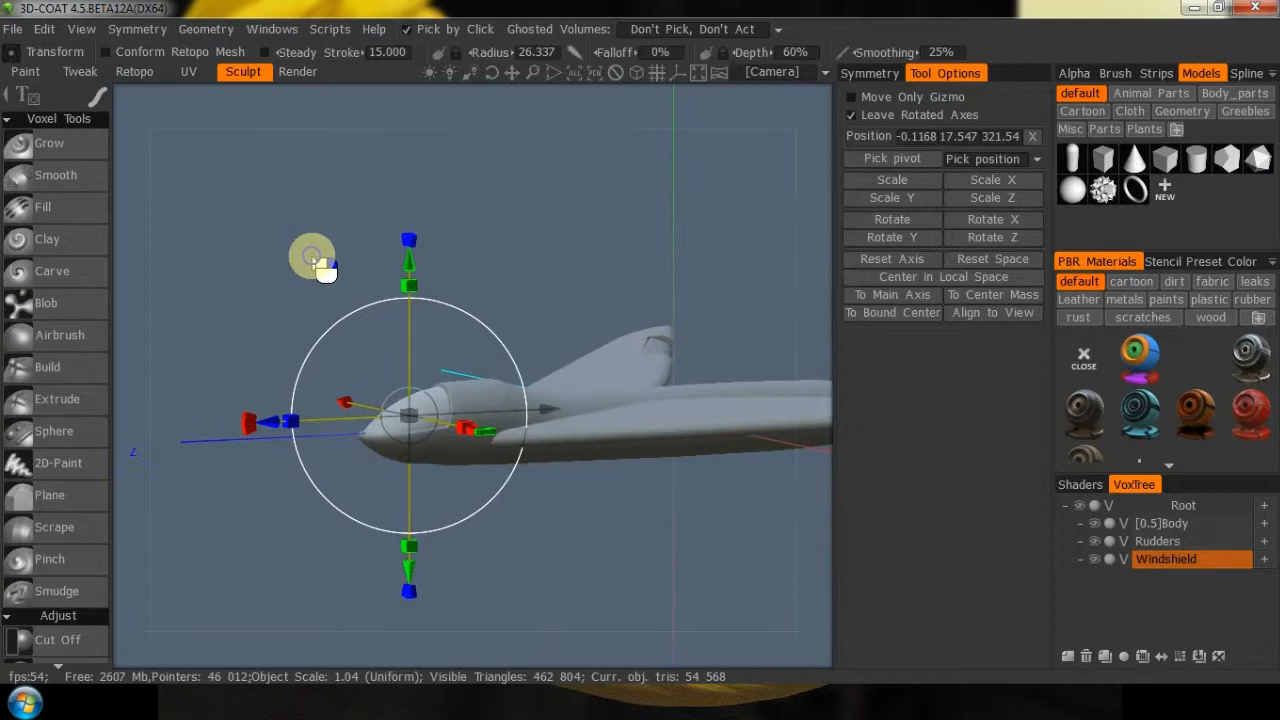 3D-COAT 4.5.BETA12A(DX64)
File Edit View Symmetry Geometry Windows Scripts Help Pick by Click Ghosted Volumes: Don't Pick, Don't Act
Transform Conform Retopo Mesh Steady Stroke 15.000 Radius 26.337 Falloff 0% Depth 60% Smoothing 25%
Paint Tweak Retopo UV Sculpt Render ALL PEN [Camera]
Symmetry Tool Options
Alpha Brush Strips Models Spline
Voxel Tools
Grow
Smooth
Fill
Clay
Carve
Blob
Airbrush
Build
Extrude
Sphere
2D-Paint
Plane
Scrape
Pinch
Smudge
Adjust
Cut Off
Z
Move Only Gizmo
Leave Rotated Axes
Position -0.1168 17.547 321.54 X
Pick pivot Pick position
Scale Scale X
Scale Y Scale Z
Rotate Rotate X
Rotate Y Rotate Z
Reset Axis Reset Space
Center in Local Space
To Main Axis To Center Mass
To Bound Center Align to View
default Animal Parts Body_parts
Cartoon Cloth Geometry Greebles
Misc Parts Plants
NEW
PBR Materials Stencil Preset Color
default cartoon dirt fabric leaks
Leather metals paints plastic rubber
rust scratches wood
CLOSE
Shaders VoxTree
V Root +
V [0.5]Body +
V Rudders +
V Windshield +
fps:54; Free: 2607 Mb,Pointers: 46 012;Object Scale: 1.04 (Uniform); Visible Triangles: 462 804; Curr. obj. tris: 54 568